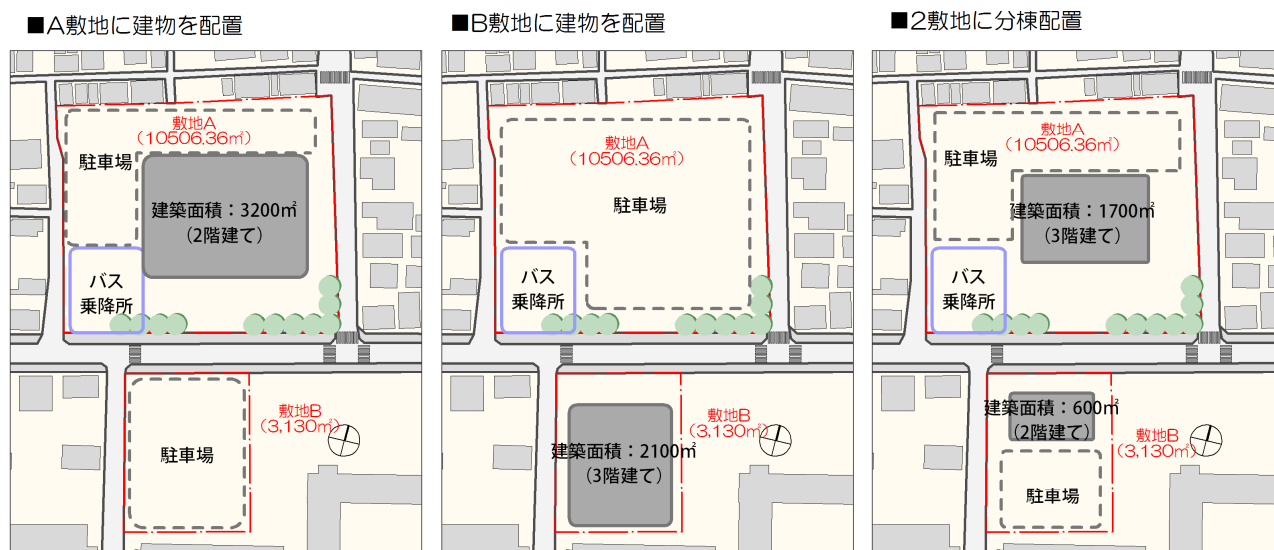 ■A敷地に建物を配置
敷地A
（10506.36㎡）
駐車場
建築面積：3200㎡
（2階建て）
バス
乗降所
敷地B
（3,130㎡）
駐車場
■B敷地に建物を配置
敷地A
（10506.36㎡）
駐車場
バス
乗降所
敷地B
（3,130㎡）
建築面積：2100㎡
（3階建て）
■2敷地に分棟配置
敷地A
（10506.36㎡）
駐車場
建築面積：1700㎡
（3階建て）
バス
乗降所
建築面積：600㎡
（2階建て）
敷地B
（3,130㎡）
駐車場